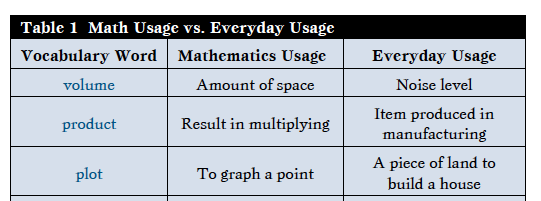 Table 1 Math Usage vs. Everyday Usage
Vocabulary Word Mathematics Usage Everyday Usage
volume Amount of space Noise level
product Result in multiplying Item produced in
manufacturing
plot To graph a point A piece of land to
build a house